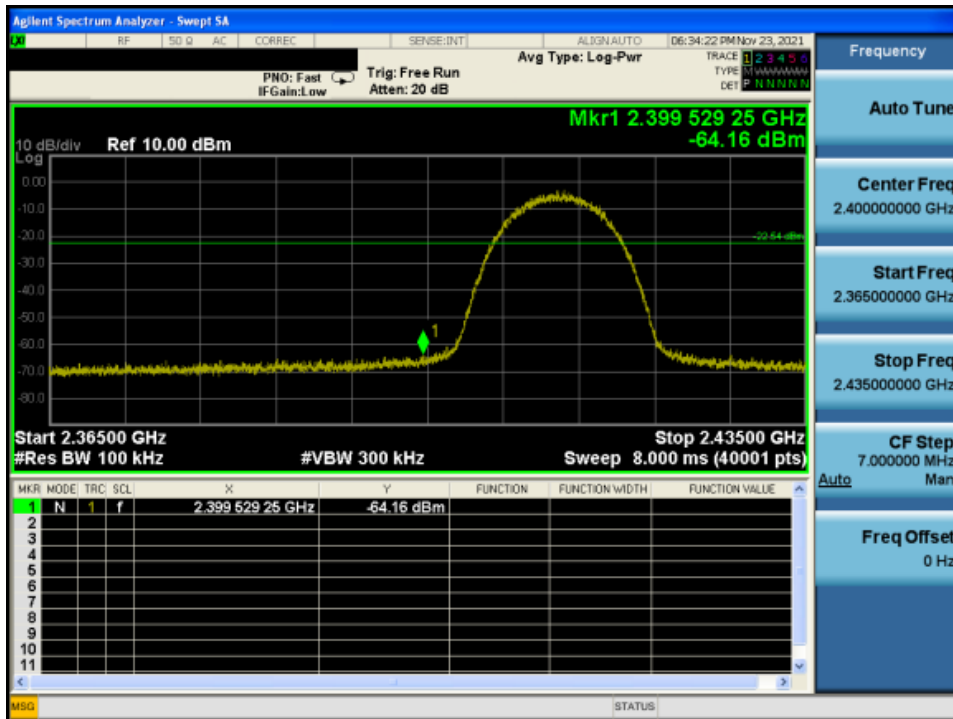 Agilent Spectrum Analyzer - Swept SA
RF 50 Ω AC CORREC SENSE:INT ALIGN AUTO 06:34:22 PM Nov 23, 2021
PNO: Fast Trig: Free Run Avg Type: Log-Pwr TRACE 1 2 3 4 5 6
IFGain:Low Atten: 20 dB TYPE M
DET P N N N N N
Mkr1 2.399 529 25 GHz
10 dB/div Ref 10.00 dBm -64.16 dBm
Log
0.00
-10.0
-20.0
-22.54 dBm
-30.0
-40.0
-50.0
1
-60.0
-70.0
-80.0
Start 2.36500 GHz Stop 2.43500 GHz
#Res BW 100 kHz #VBW 300 kHz Sweep 8.000 ms (40001 pts)
MKR MODE TRC SCL X Y FUNCTION FUNCTION WIDTH FUNCTION VALUE
1 N 1 f 2.399 529 25 GHz -64.16 dBm
2
3
4
5
6
7
8
9
10
11
MSG STATUS
Frequency
Auto Tune
Center Freq
2.400000000 GHz
Start Freq
2.365000000 GHz
Stop Freq
2.435000000 GHz
CF Step
7.000000 MHz
Auto Man
Freq Offset
0 Hz